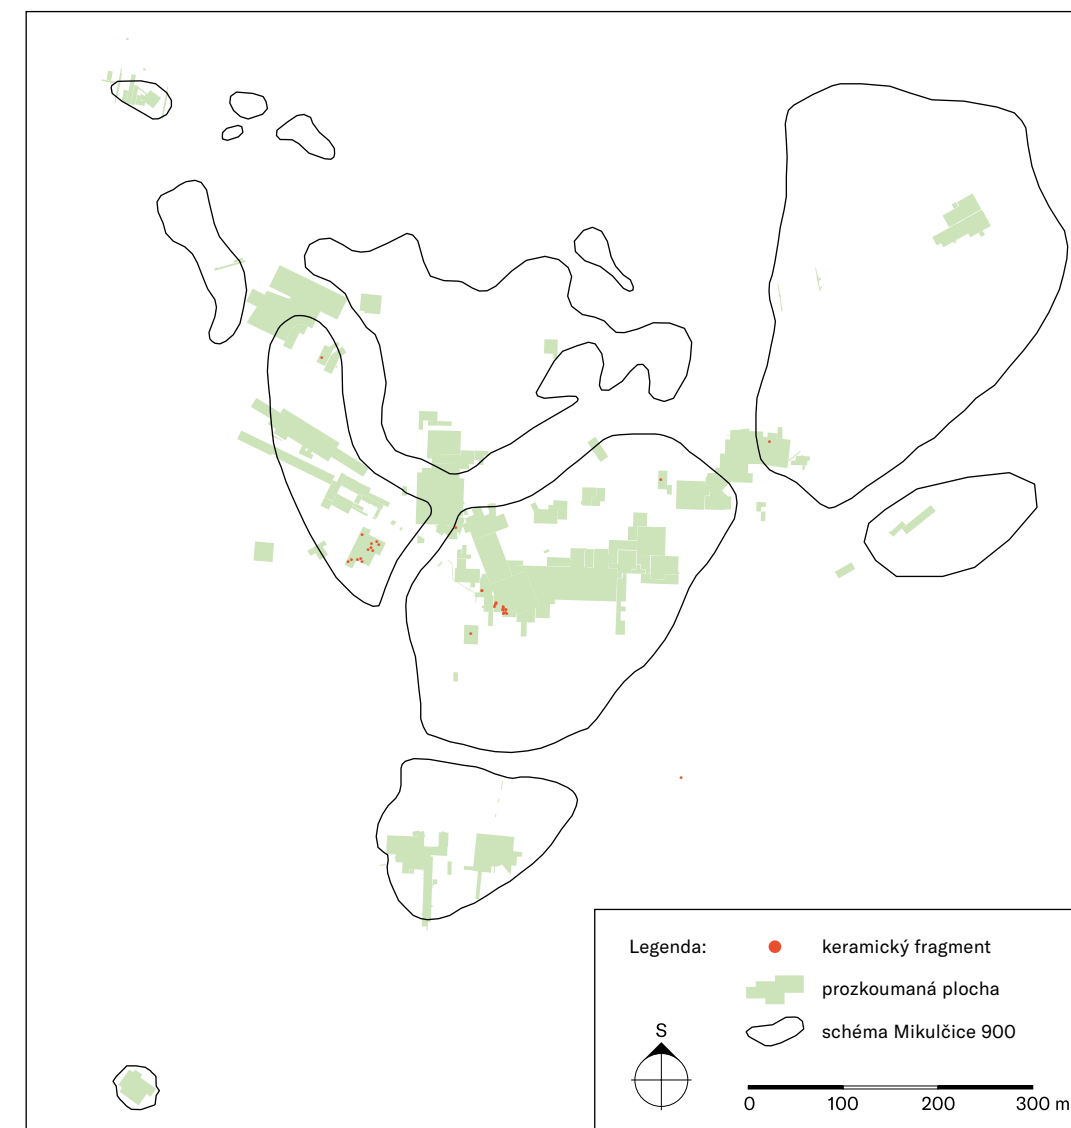 Legenda:
keramický fragment
prozkoumaná plocha
schéma Mikulčice 900
S
0 100 200 300 m